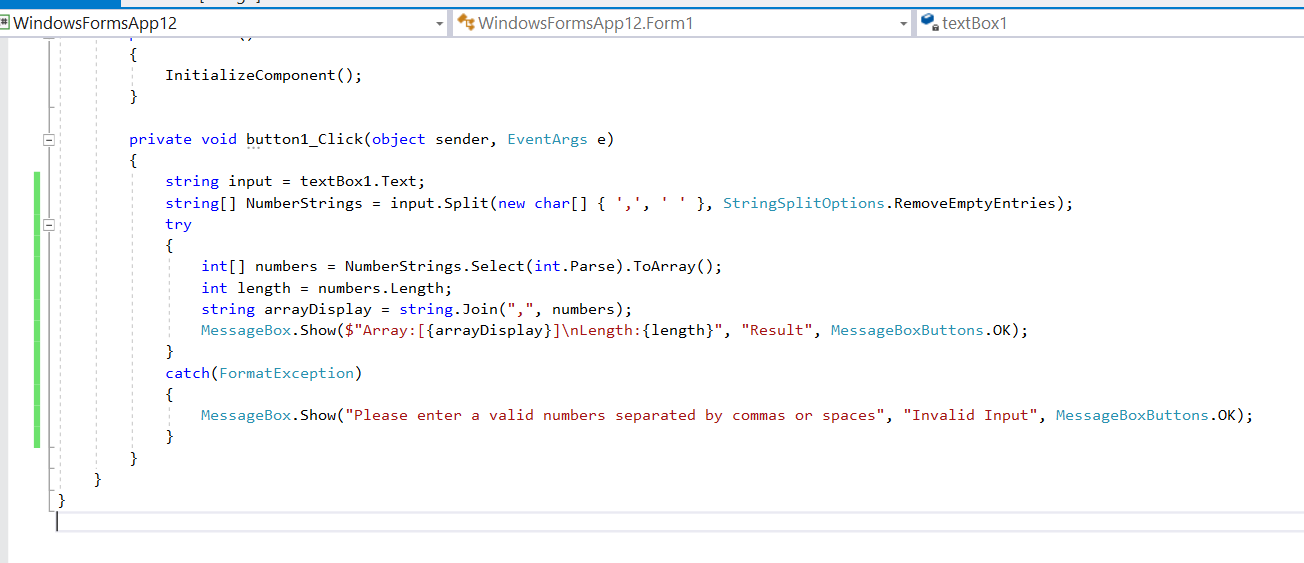 WindowsFormsApp12 WindowsFormsApp12.Form1 textBox1
{
InitializeComponent();
}
private void button1_Click(object sender, EventArgs e)
{
string input = textBox1.Text;
string[] NumberStrings = input.Split(new char[] { ',', ' ' }, StringSplitOptions.RemoveEmptyEntries);
try
{
int[] numbers = NumberStrings.Select(int.Parse).ToArray();
int length = numbers.Length;
string arrayDisplay = string.Join(",", numbers);
MessageBox.Show($"Array:[{arrayDisplay}]\nLength:{length}", "Result", MessageBoxButtons.OK);
}
catch(FormatException)
{
MessageBox.Show("Please enter a valid numbers separated by commas or spaces", "Invalid Input", MessageBoxButtons.OK);
}
}
}
}